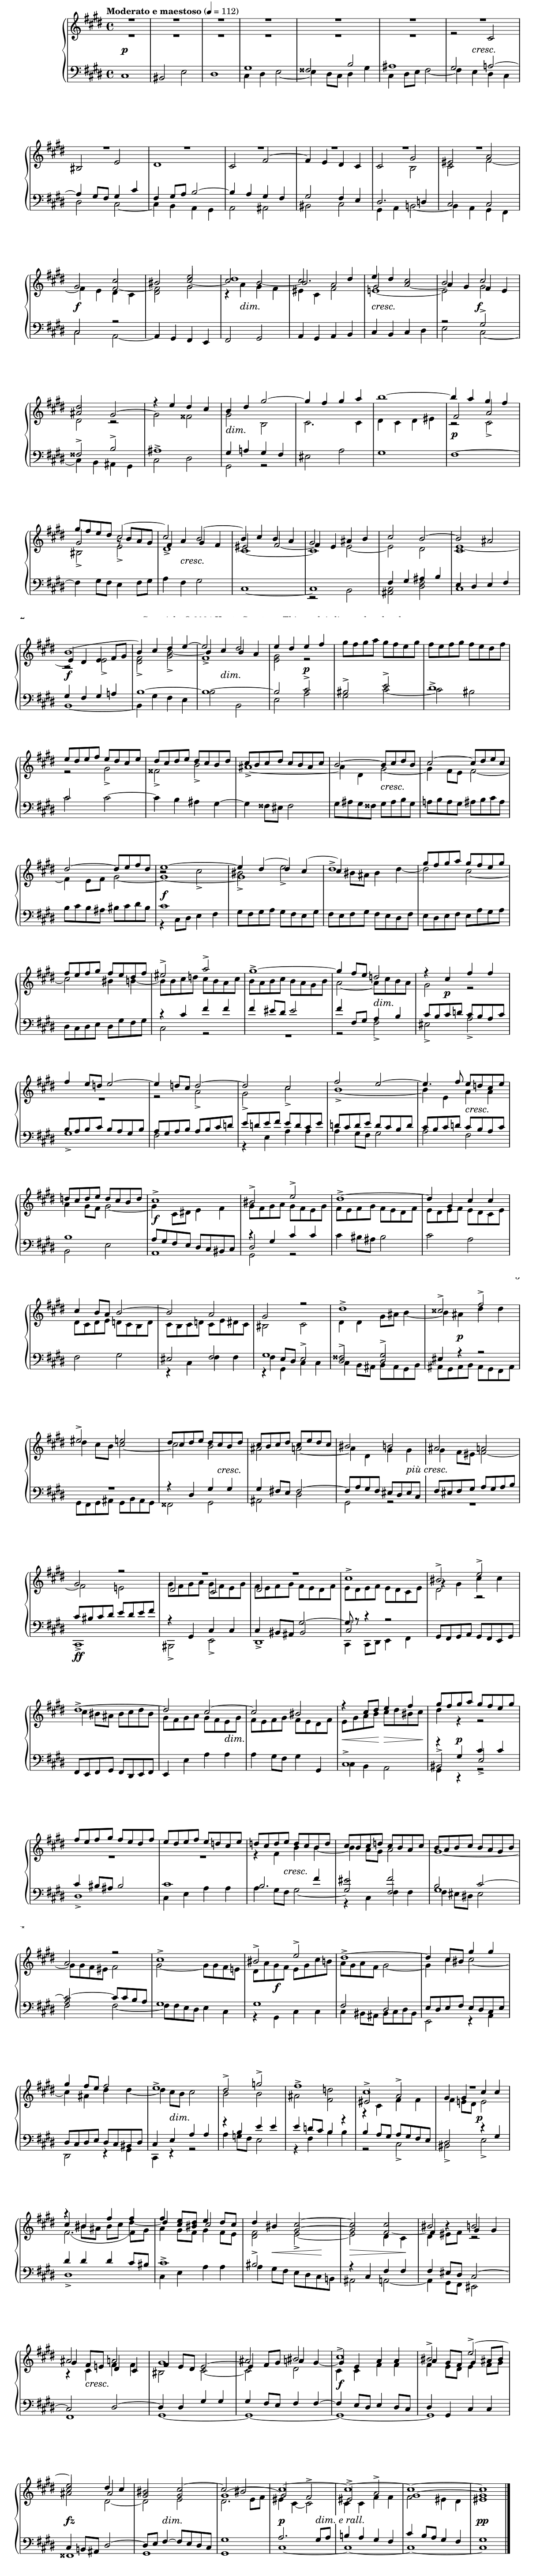 Moderato e maestoso (♩ = 112)
p
cresc.
f
dim.
cresc.
f
dim.
p
cresc.
f
dim.
p
cresc.
f
dim.
p
cresc.
f
p
cresc.
più cresc.
ff
dim.
p
cresc.
f
dim.
p
cresc.
f
fz
dim.
p
dim. e rall.
pp